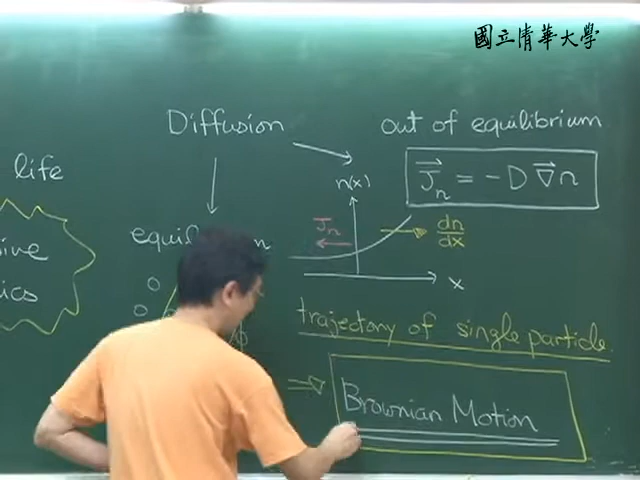 國立清華大學
Diffusion
out of equilibrium
life
n(x)
J⃗n = -D ∇⃗n
Jn
dn
dx
x
trajectory of single particle.
Brownian Motion